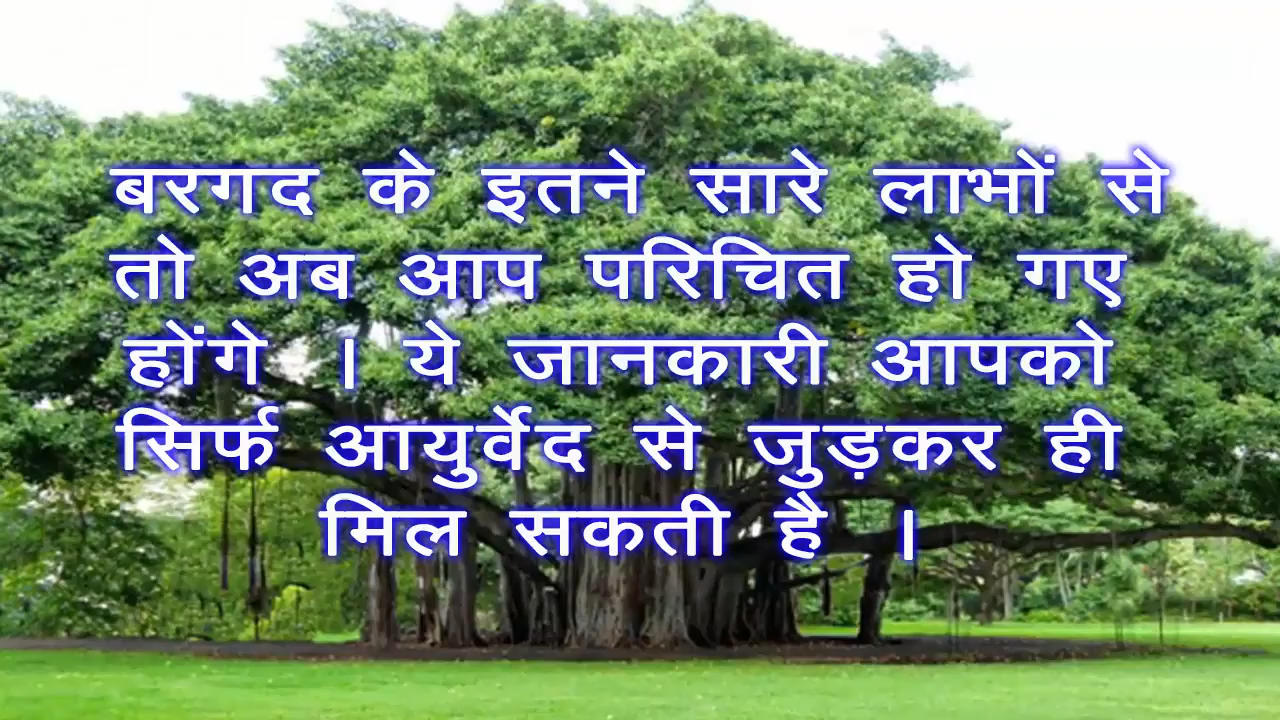 बरगद के इतने सारे लाभों से
तो अब आप परिचित हो गए
होंगे । ये जानकारी आपको
सिर्फ आयुर्वेद से जुड़कर ही
मिल सकती है ।